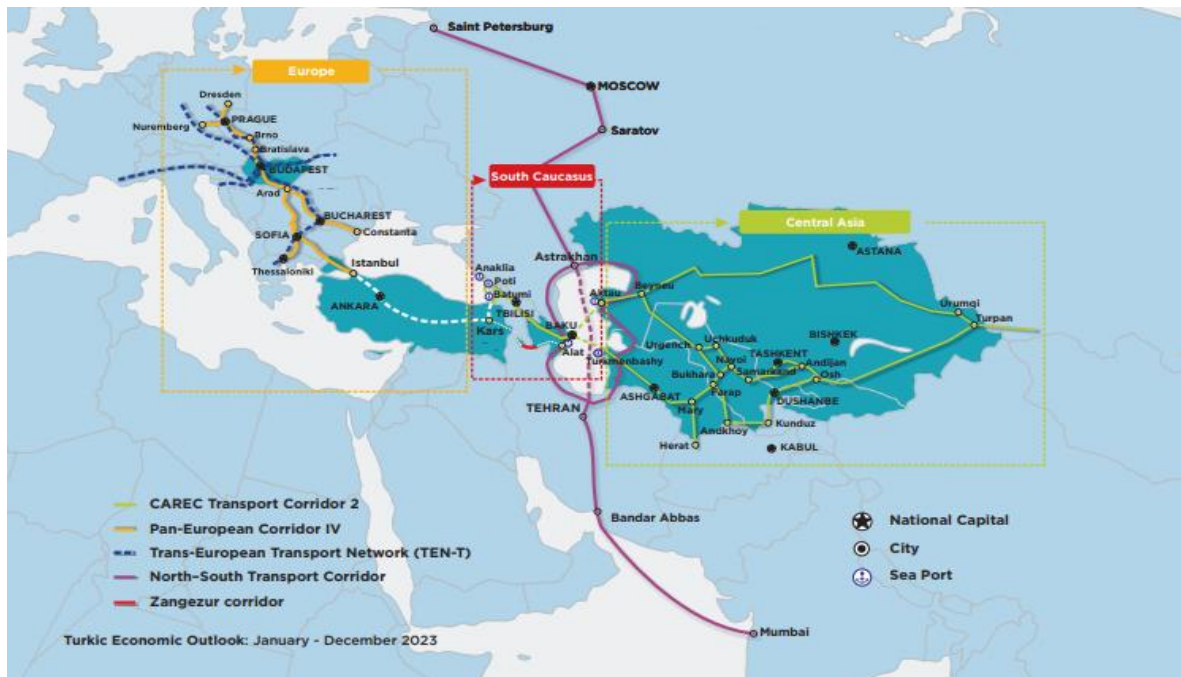 Saint Petersburg
Europe
MOSCOW
Dresden
Nuremberg
PRAGUE
Brno
Saratov
Bratislava
BUDAPEST
South Caucasus
Arad
BUCHAREST
Constanta
Central Asia
SOFIA
ASTANA
Thessaloniki
Istanbul
Astrakhan
Anaklia
Poti
Batumi
ANKARA
TBILISI
Kars
Aktau
Beyneu
Urumqi
Turpan
BAKU
Alat
Turkmenbashy
Urgench
Uchkuduk
BISHKEK
TASHKENT
Navoi
Andijan
Bukhara
Samarkand
Osh
Farap
ASHGABAT
DUSHANBE
Mary
TEHRAN
Andkhoy
Kunduz
Herat
KABUL
CAREC Transport Corridor 2
Pan-European Corridor IV
Trans-European Transport Network (TEN-T)
North–South Transport Corridor
Zangezur corridor
Bandar Abbas
National Capital
City
Sea Port
Mumbai
Turkic Economic Outlook: January - December 2023